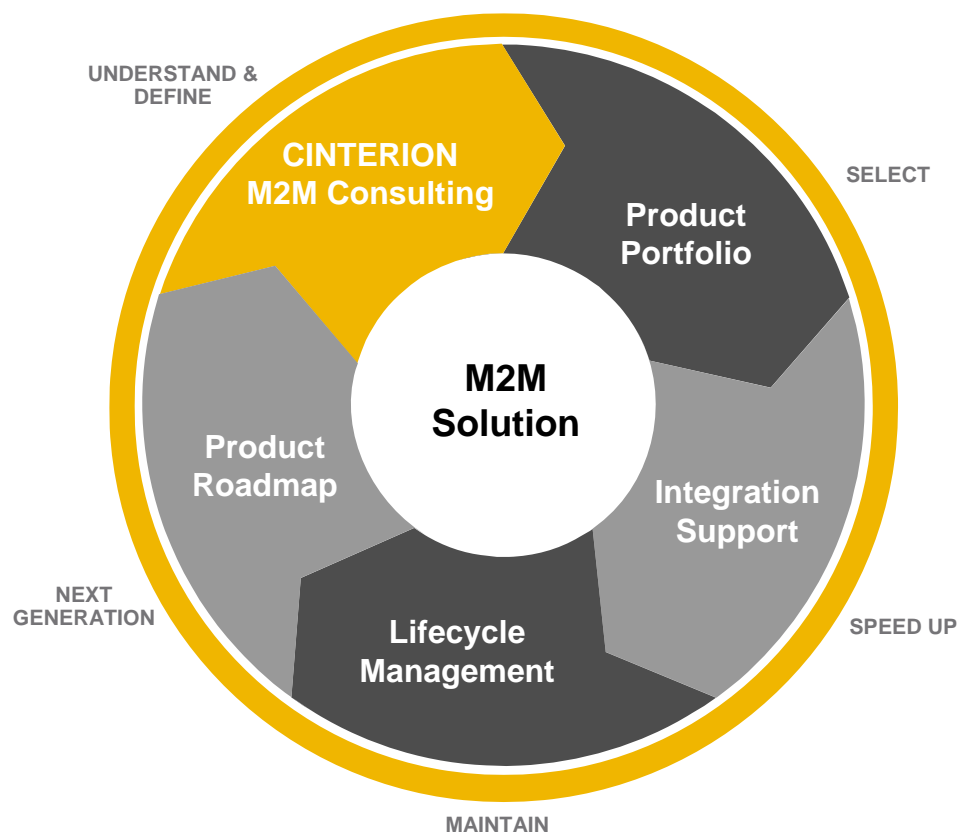 UNDERSTAND &
DEFINE
CINTERION
M2M Consulting
SELECT
Product
Portfolio
M2M
Solution
Product
Roadmap
Integration
Support
NEXT
GENERATION
SPEED UP
Lifecycle
Management
MAINTAIN